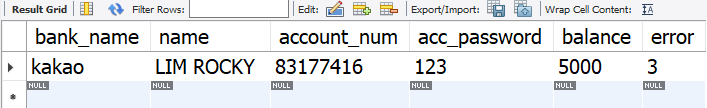 Result Grid Filter Rows: Edit: Export/Import: Wrap Cell Content:
bank_name name account_num acc_password balance error
kakao LIM ROCKY 83177416 123 5000 3
NULL NULL NULL NULL NULL NULL